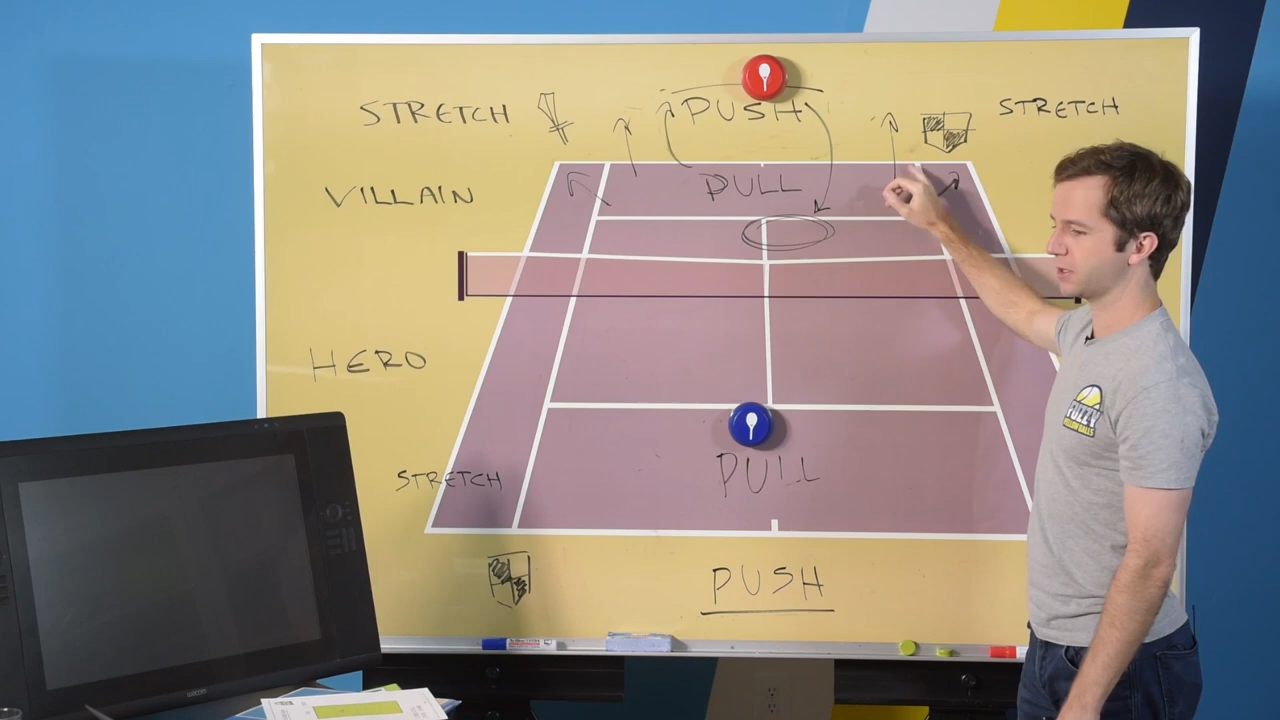 STRETCH PUSH STRETCH
VILLAIN PULL
HERO
FUZZY
YELLOW BALLS
STRETCH PULL
PUSH
wacom